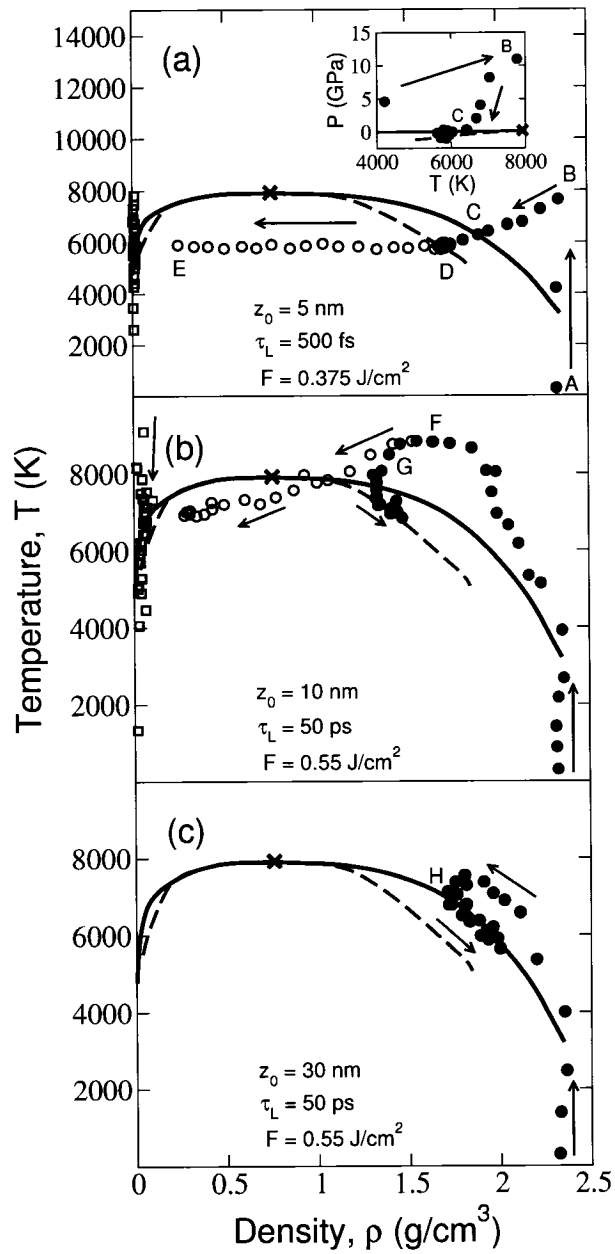 14000
12000
10000
8000
6000
4000
2000
(a)
P (GPa)
15
10
5
0
4000 6000 8000
T (K)
B
C
B
C
D
E
A
z0 = 5 nm
τL = 500 fs
F = 0.375 J/cm²
8000
6000
4000
2000
(b)
F
G
z0 = 10 nm
τL = 50 ps
F = 0.55 J/cm²
8000
6000
4000
2000
(c)
H
z0 = 30 nm
τL = 50 ps
F = 0.55 J/cm²
0 0.5 1 1.5 2 2.5
Density, ρ (g/cm³)
Temperature, T (K)